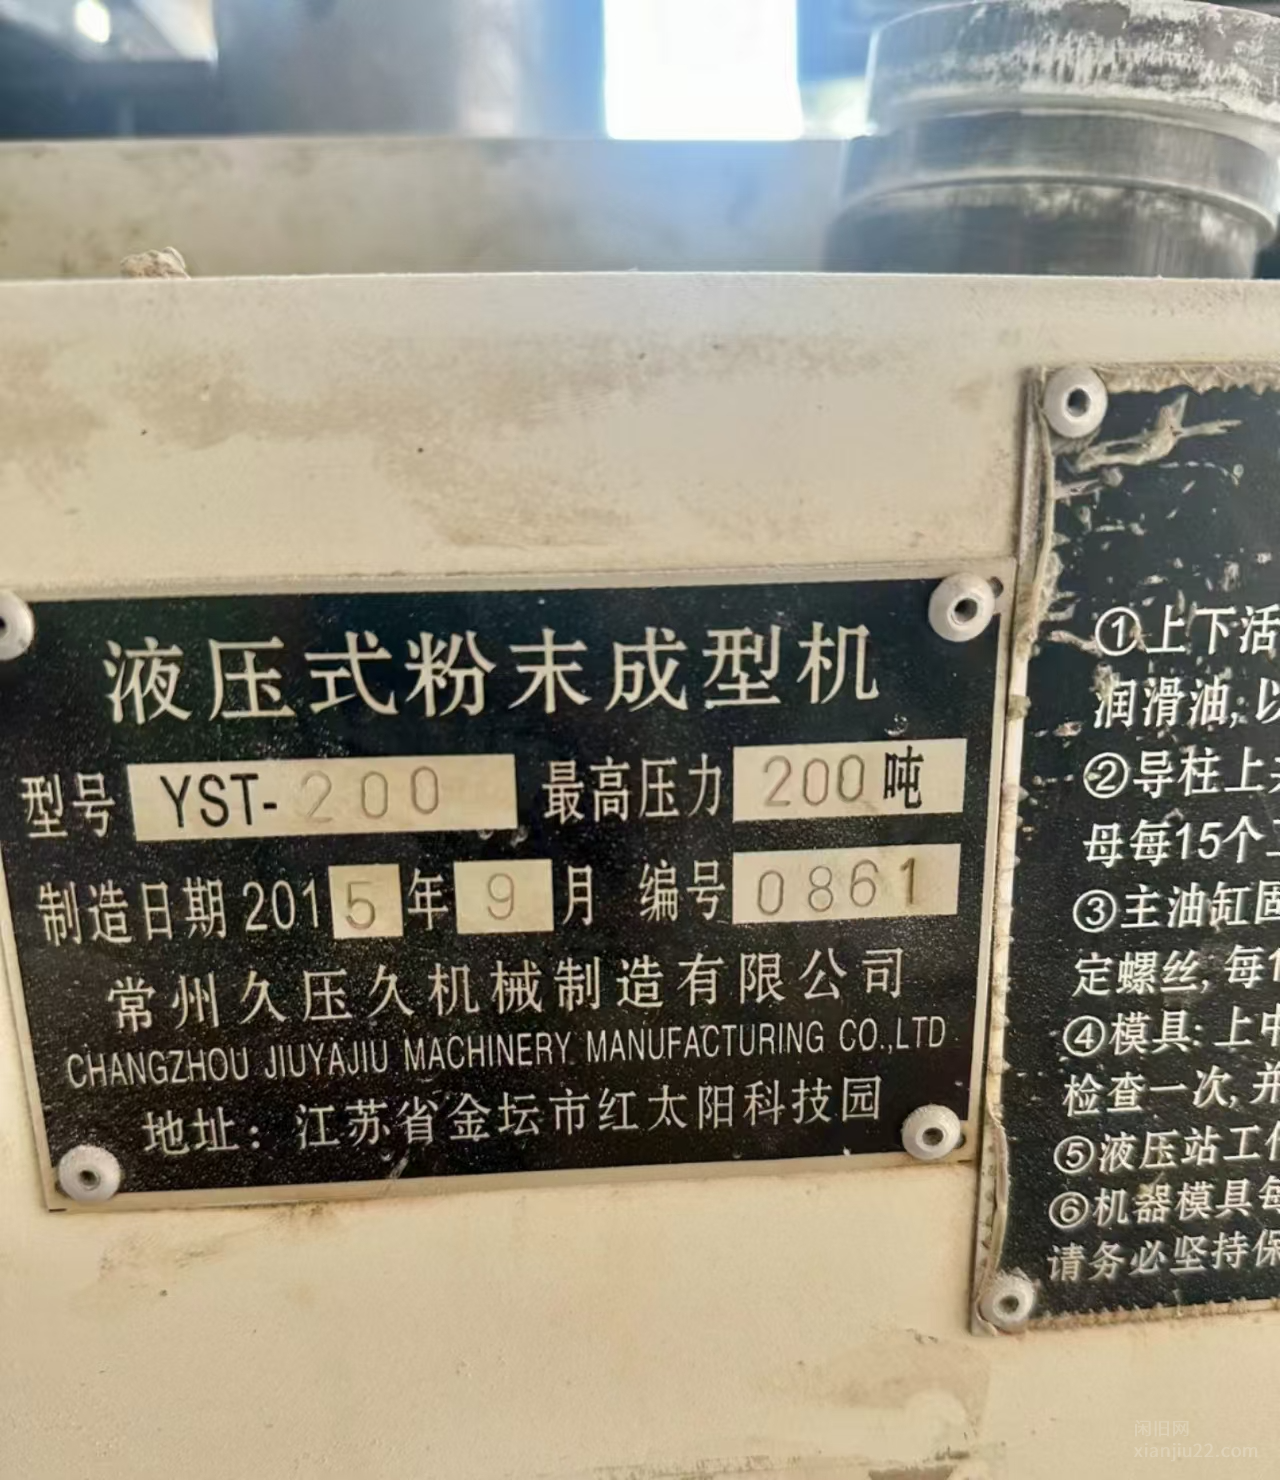 液压式粉末成型机
型号 YST-200 最高压力 200吨
制造日期 2015年9月 编号 0861
常州久压久机械制造有限公司
CHANGZHOU JIUYAJIU MACHINERY MANUFACTURING CO.,LTD
地址：江苏省金坛市红太阳科技园
①上下活
润滑油, 以
②导柱上
母每15个
③主油缸固
定螺丝, 每1
④模具: 上中
检查一次, 并
⑤液压站工作
⑥机器模具每
请务必坚持保
闲旧网
xianjiu22.com